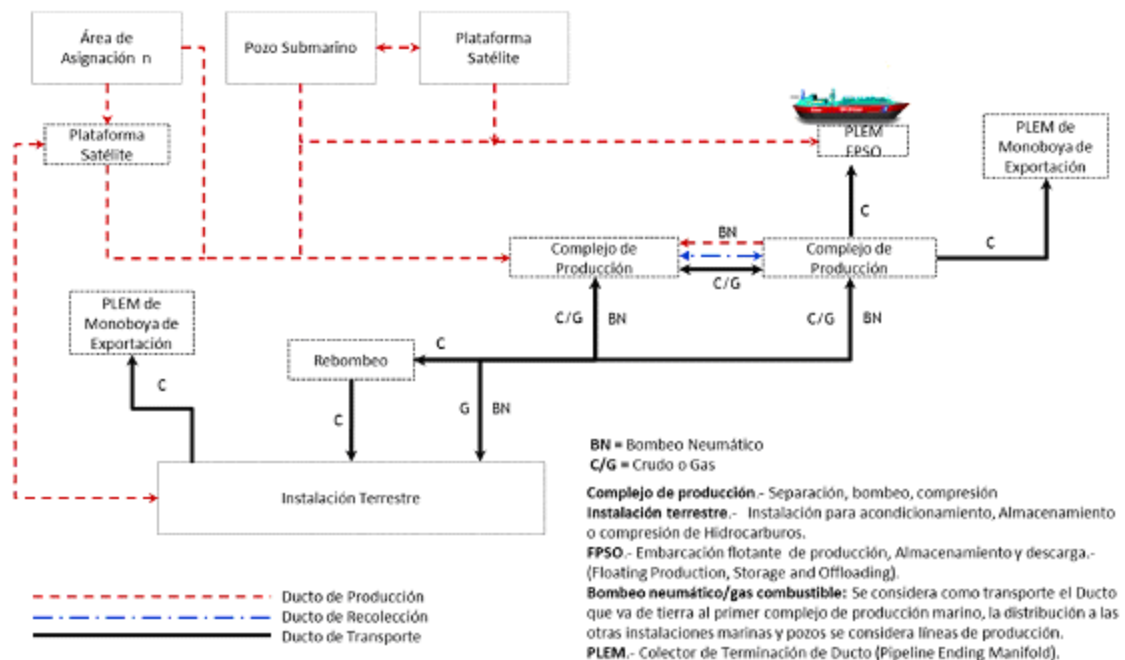 Área de
Asignación n
Pozo Submarino
Plataforma
Satélite
Plataforma
Satélite
PLEM
FPSO
PLEM de
Monoboya de
Exportación
C
BN
C
Complejo de
Producción
Complejo de
Producción
C/G
PLEM de
Monoboya de
Exportación
C/G
BN
C/G
BN
C
Rebombeo
C
C
G
BN
Instalación Terrestre
BN = Bombeo Neumático
C/G = Crudo o Gas
Complejo de producción.- Separación, bombeo, compresión
Instalación terrestre.- Instalación para acondicionamiento, Almacenamiento
o compresión de Hidrocarburos.
FPSO.- Embarcación flotante de producción, Almacenamiento y descarga.-
(Floating Production, Storage and Offloading).
Bombeo neumático/gas combustible: Se considera como transporte el Ducto
que va de tierra al primer complejo de producción marino, la distribución a las
otras instalaciones marinas y pozos se considera líneas de producción.
PLEM.- Colector de Terminación de Ducto (Pipeline Ending Manifold).
Ducto de Producción
Ducto de Recolección
Ducto de Transporte